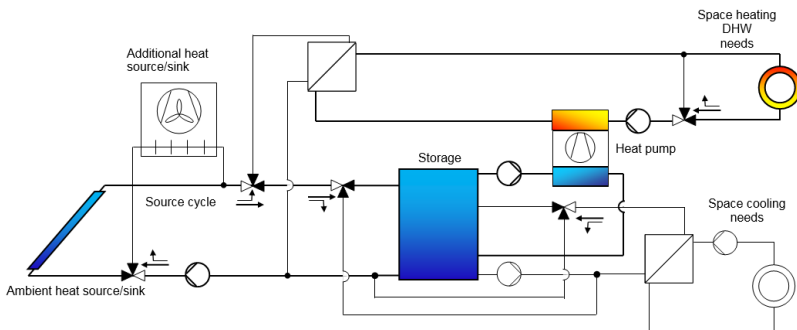 Space heating
DHW
needs
Additional heat
source/sink
Heat pump
Storage
Source cycle
Space cooling
needs
Ambient heat source/sink